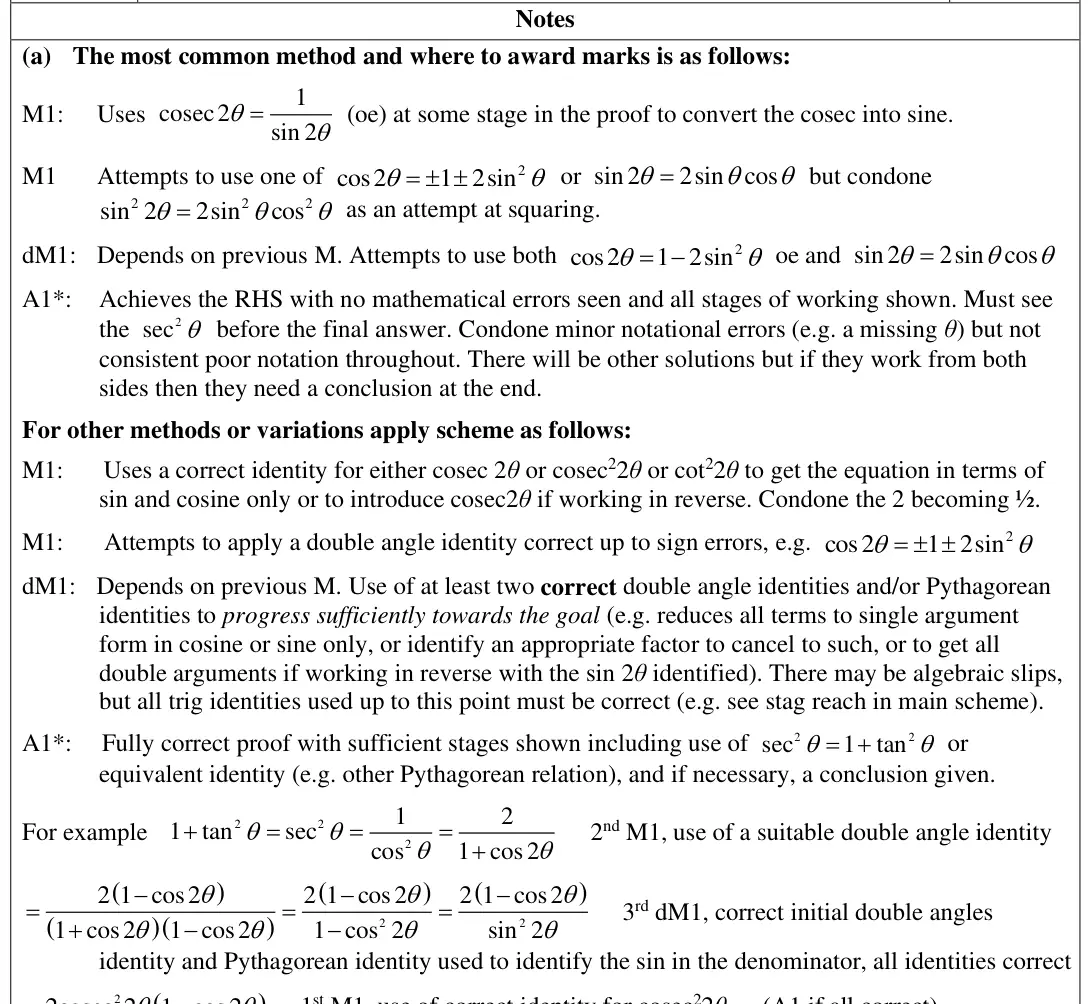 Notes
(a) The most common method and where to award marks is as follows:
M1: Uses cosec 2θ = 1/sin 2θ (oe) at some stage in the proof to convert the cosec into sine.
M1 Attempts to use one of cos 2θ = ±1 ± 2sin² θ or sin 2θ = 2sin θ cos θ but condone
sin² 2θ = 2sin² θ cos² θ as an attempt at squaring.
dM1: Depends on previous M. Attempts to use both cos 2θ = 1 − 2sin² θ oe and sin 2θ = 2sin θ cos θ
A1*: Achieves the RHS with no mathematical errors seen and all stages of working shown. Must see
the sec² θ before the final answer. Condone minor notational errors (e.g. a missing θ) but not
consistent poor notation throughout. There will be other solutions but if they work from both
sides then they need a conclusion at the end.
For other methods or variations apply scheme as follows:
M1: Uses a correct identity for either cosec 2θ or cosec²2θ or cot²2θ to get the equation in terms of
sin and cosine only or to introduce cosec2θ if working in reverse. Condone the 2 becoming ½.
M1: Attempts to apply a double angle identity correct up to sign errors, e.g. cos 2θ = ±1 ± 2sin² θ
dM1: Depends on previous M. Use of at least two correct double angle identities and/or Pythagorean
identities to progress sufficiently towards the goal (e.g. reduces all terms to single argument
form in cosine or sine only, or identify an appropriate factor to cancel to such, or to get all
double arguments if working in reverse with the sin 2θ identified). There may be algebraic slips,
but all trig identities used up to this point must be correct (e.g. see stag reach in main scheme).
A1*: Fully correct proof with sufficient stages shown including use of sec² θ = 1 + tan² θ or
equivalent identity (e.g. other Pythagorean relation), and if necessary, a conclusion given.
For example 1 + tan² θ = sec² θ = 1/cos² θ = 2/(1 + cos 2θ) 2nd M1, use of a suitable double angle identity
= 2(1 − cos 2θ)/((1 + cos 2θ)(1 − cos 2θ)) = 2(1 − cos 2θ)/(1 − cos² 2θ) = 2(1 − cos 2θ)/sin² 2θ 3rd dM1, correct initial double angles
identity and Pythagorean identity used to identify the sin in the denominator, all identities correct